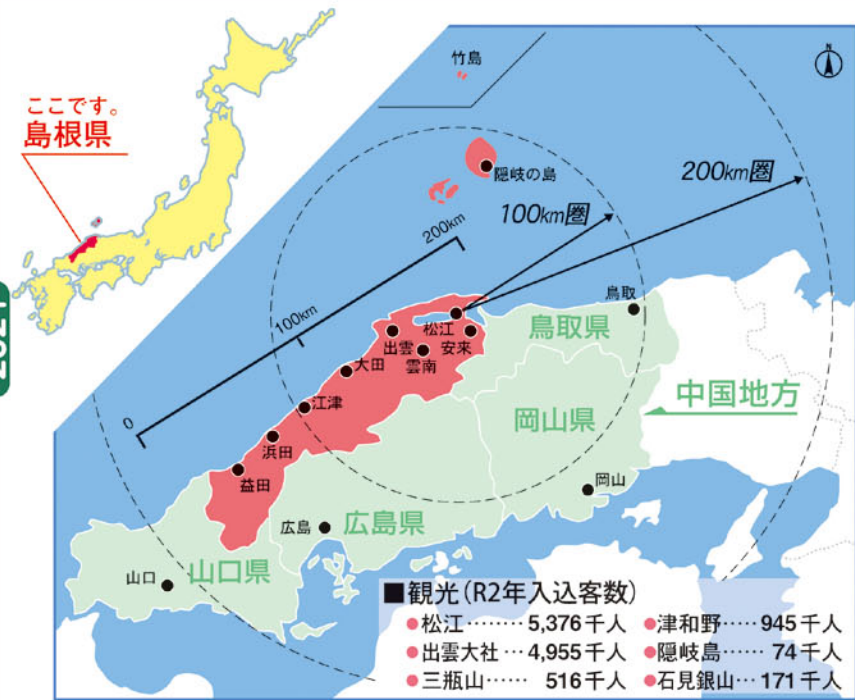 ここです。
島根県
2021
竹島
N
隠岐の島
200km圏
100km圏
200km
100km
0
鳥取
松江
出雲
安来
雲南
大田
江津
浜田
益田
鳥取県
中国地方
岡山県
岡山
広島
広島県
山口
山口県
■観光(R2年入込客数)
●松江········5,376千人 ●津和野·····945千人
●出雲大社···4,955千人 ●隠岐島······74千人
●三瓶山······516千人 ●石見銀山···171千人